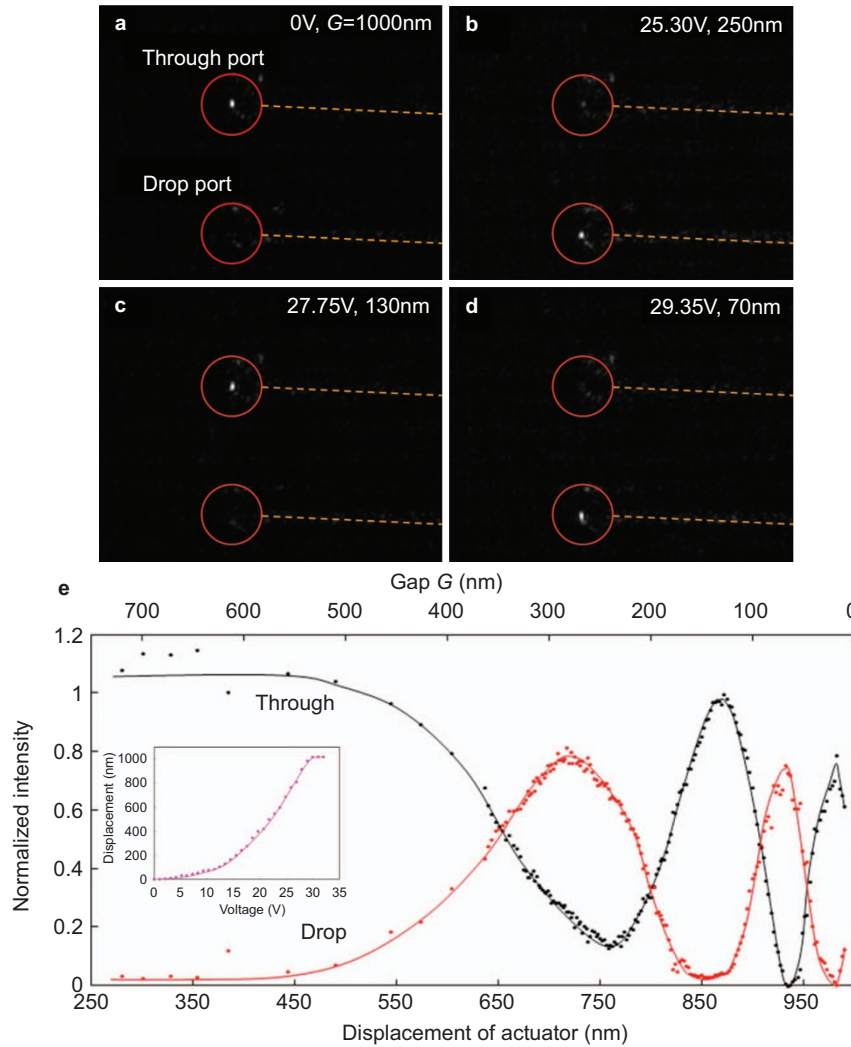 a
0V, G=1000nm
Through port
Drop port
b
25.30V, 250nm
c
27.75V, 130nm
d
29.35V, 70nm
e
Gap G (nm)
700 600 500 400 300 200 100 0
1.2
1
0.8
0.6
0.4
0.2
0
Normalized intensity
Through
Drop
1000
800
600
400
200
0
Displacement (nm)
0 5 10 15 20 25 30 35
Voltage (V)
250 350 450 550 650 750 850 950
Displacement of actuator (nm)